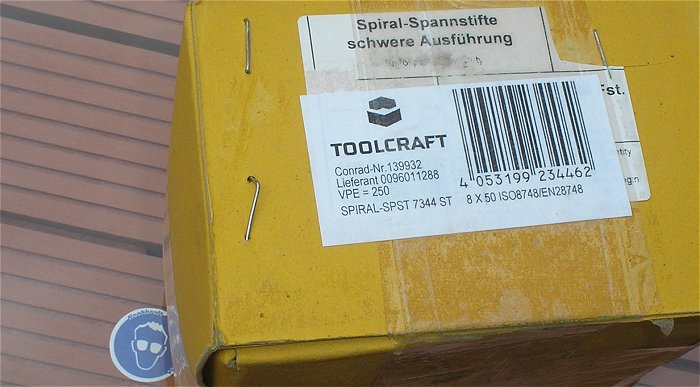 Spiral-Spannstifte
schwere Ausführung
Fst.
TOOLCRAFT
Conrad-Nr.139932
Lieferant 0096011288
VPE = 250
SPIRAL-SPST 7344 ST 8 X 50 ISO8748/EN28748
4 053199 234462